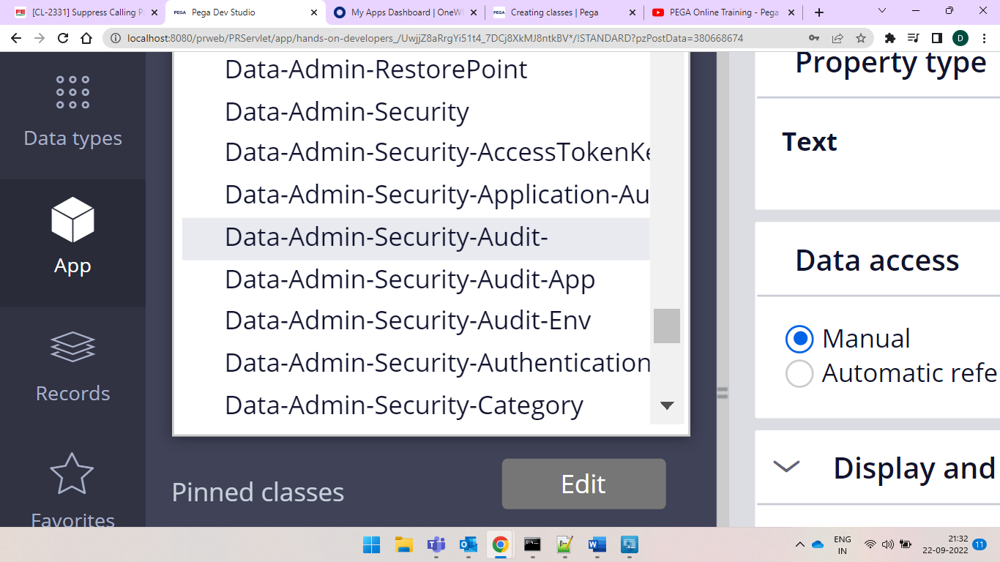 [CL-2331] Suppress Calling P
Pega Dev Studio
My Apps Dashboard | OneW
Creating classes | Pega
PEGA Online Training - Pega
localhost:8080/prweb/PRServlet/app/hands-on-developers_/UwjjZ8aRrgYi51t4_7DCj8XkMJ8ntkBV*/!STANDARD?pzPostData=380668674
D
Data types
App
Records
Favorites
Data-Admin-RestorePoint
Data-Admin-Security
Data-Admin-Security-AccessTokenKe
Data-Admin-Security-Application-Au
Data-Admin-Security-Audit-
Data-Admin-Security-Audit-App
Data-Admin-Security-Audit-Env
Data-Admin-Security-Authentication
Data-Admin-Security-Category
Pinned classes
Edit
Property type
Text
Data access
Manual
Automatic refe
Display and
ENG
IN
21:32
22-09-2022
11